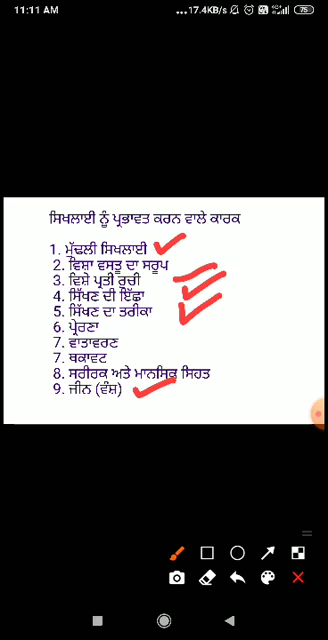 11:11 AM
...17.4KB/s 4G+ 75
ਸਿਖਲਾਈ ਨੂੰ ਪ੍ਰਭਾਵਤ ਕਰਨ ਵਾਲੇ ਕਾਰਕ
1. ਮੁੱਢਲੀ ਸਿਖਲਾਈ
2. ਵਿਸ਼ਾ ਵਸਤੂ ਦਾ ਸਰੂਪ
3. ਵਿਸ਼ੇ ਪ੍ਰਤੀ ਰੁਚੀ
4. ਸਿੱਖਣ ਦੀ ਇੱਛਾ
5. ਸਿੱਖਣ ਦਾ ਤਰੀਕਾ
6. ਪ੍ਰੇਰਣਾ
7. ਵਾਤਾਵਰਣ
7. ਥਕਾਵਟ
8. ਸਰੀਰਕ ਅਤੇ ਮਾਨਸਿਕ ਸਿਹਤ
9. ਜੀਨ (ਵੰਸ਼)